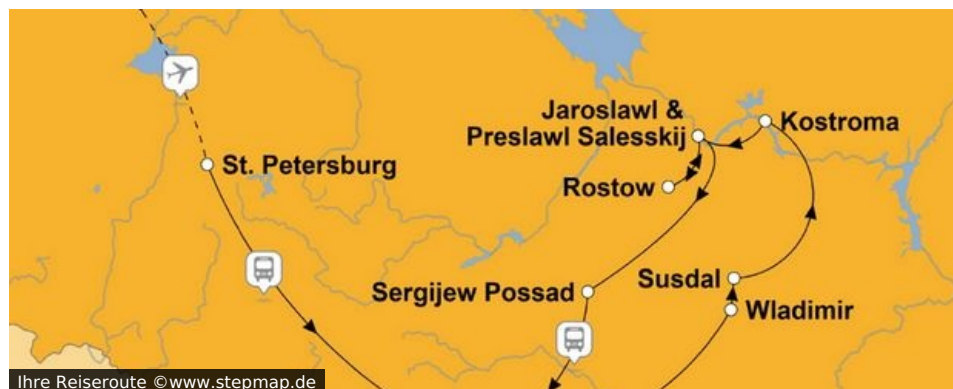 Jaroslawl &
Preslawl Salesskij
Kostroma
St. Petersburg
Rostow
Sergijew Possad
Susdal
Wladimir
Ihre Reiseroute ©www.stepmap.de